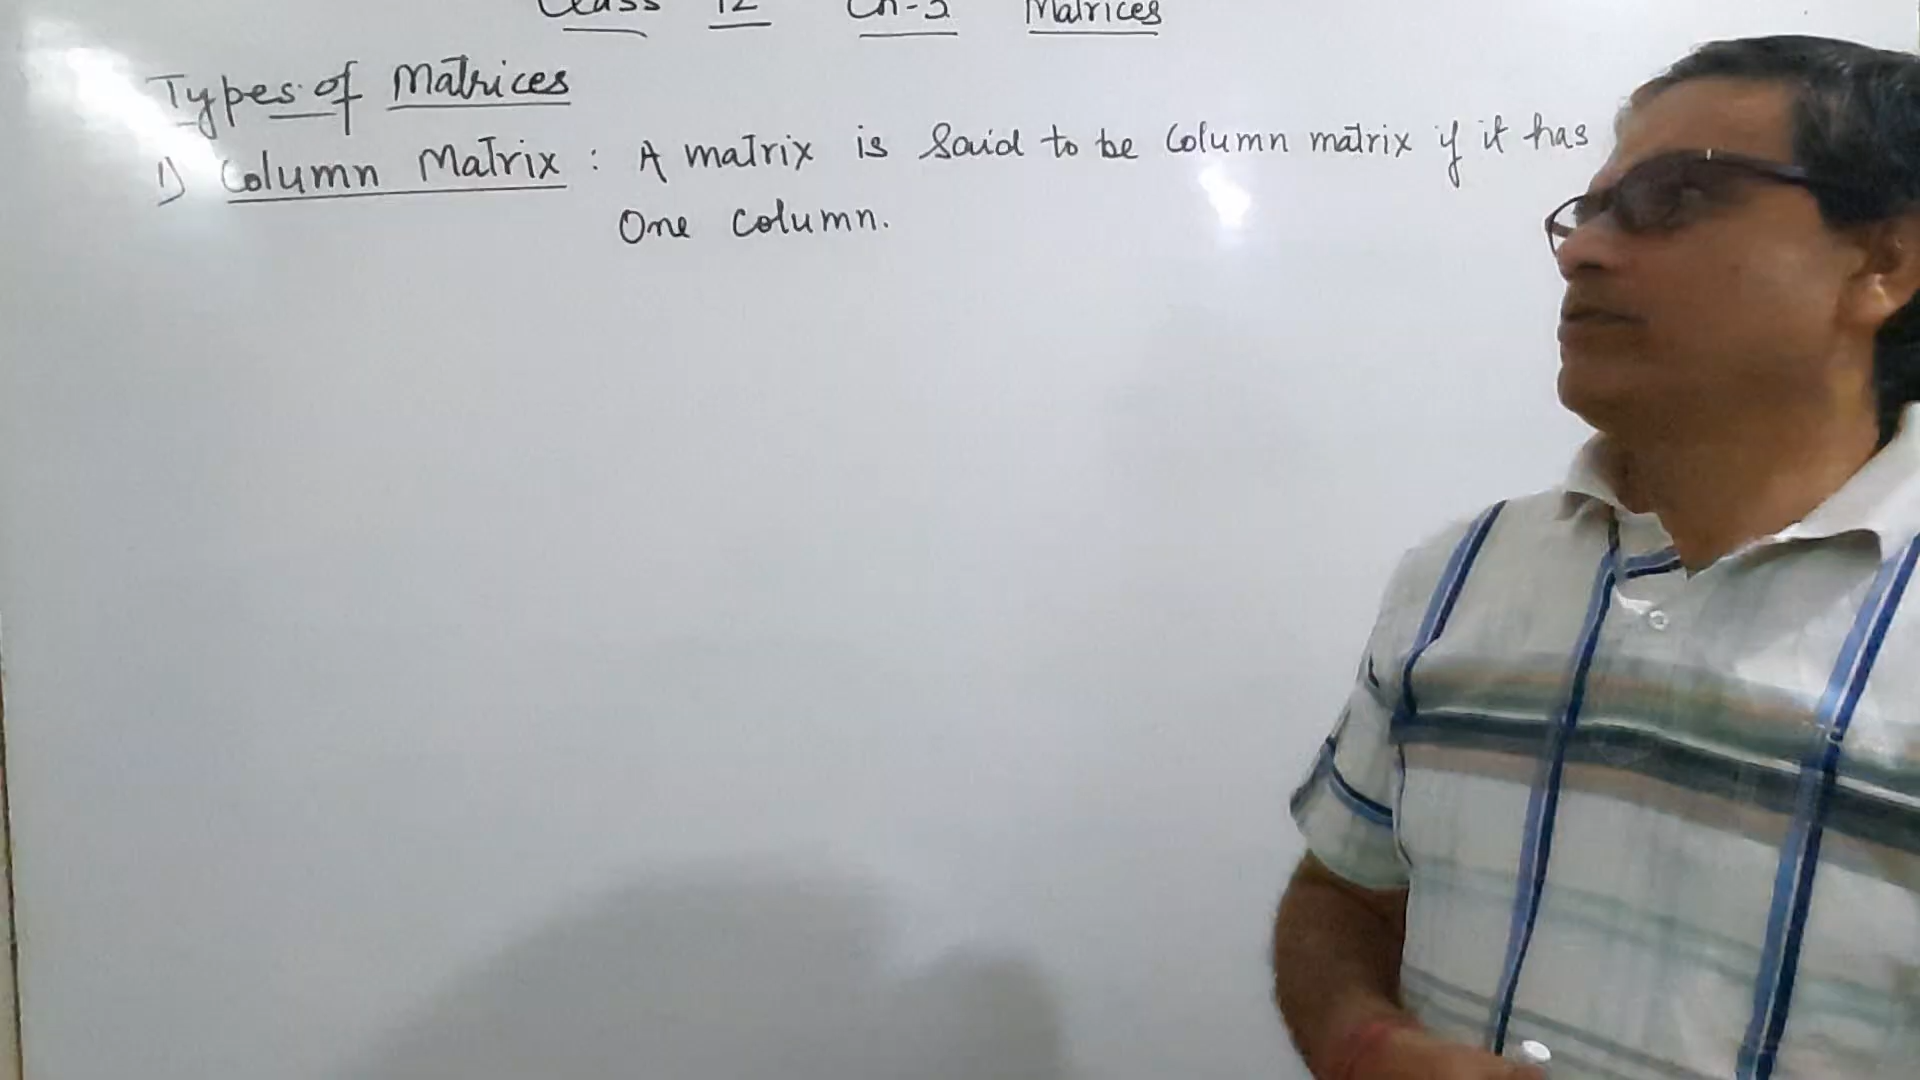 Class 12 Ch-3 Matrices
Types of Matrices
1) Column Matrix : A matrix is said to be column matrix if it has
One column.